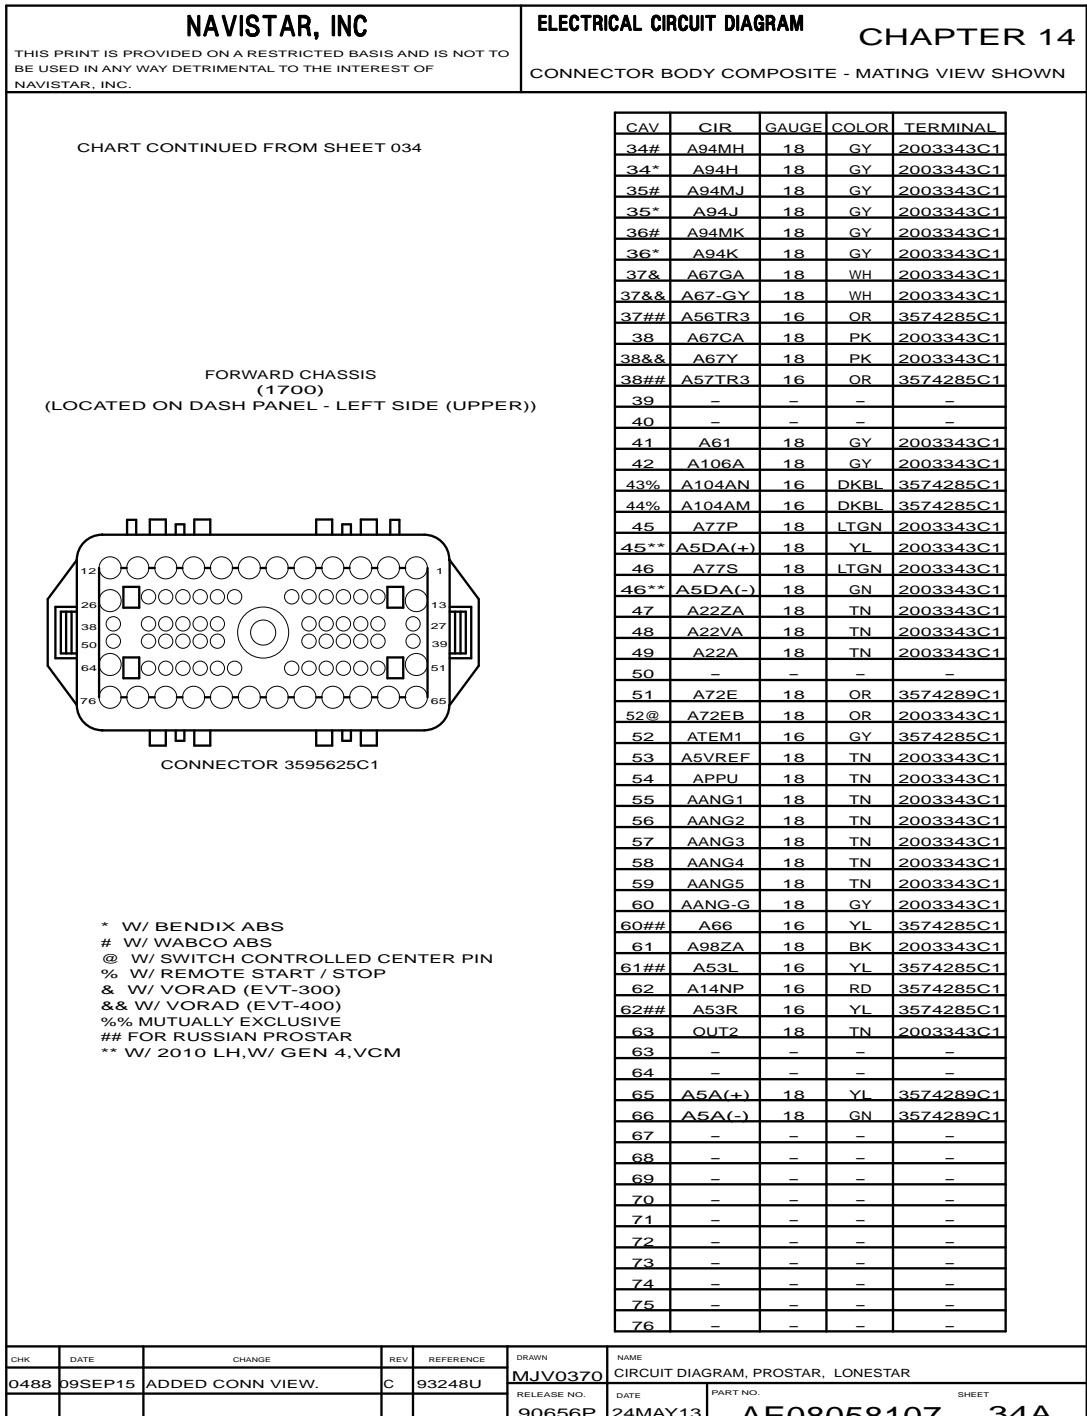 NAVISTAR, INC
THIS PRINT IS PROVIDED ON A RESTRICTED BASIS AND IS NOT TO
BE USED IN ANY WAY DETRIMENTAL TO THE INTEREST OF
NAVISTAR, INC.
ELECTRICAL CIRCUIT DIAGRAM
CHAPTER 14
CONNECTOR BODY COMPOSITE - MATING VIEW SHOWN
CHART CONTINUED FROM SHEET 034
FORWARD CHASSIS
(1700)
(LOCATED ON DASH PANEL - LEFT SIDE (UPPER))
12 1
26 13
38 27
50 39
64 51
76 65
CONNECTOR 3595625C1
* W/ BENDIX ABS
# W/ WABCO ABS
@ W/ SWITCH CONTROLLED CENTER PIN
% W/ REMOTE START / STOP
& W/ VORAD (EVT-300)
&& W/ VORAD (EVT-400)
%% MUTUALLY EXCLUSIVE
## FOR RUSSIAN PROSTAR
** W/ 2010 LH,W/ GEN 4,VCM
CAV CIR GAUGE COLOR TERMINAL
34# A94MH 18 GY 2003343C1
34* A94H 18 GY 2003343C1
35# A94MJ 18 GY 2003343C1
35* A94J 18 GY 2003343C1
36# A94MK 18 GY 2003343C1
36* A94K 18 GY 2003343C1
37& A67GA 18 WH 2003343C1
37&& A67-GY 18 WH 2003343C1
37## A56TR3 16 OR 3574285C1
38 A67CA 18 PK 2003343C1
38&& A67Y 18 PK 2003343C1
38## A57TR3 16 OR 3574285C1
39 – – – –
40 – – – –
41 A61 18 GY 2003343C1
42 A106A 18 GY 2003343C1
43% A104AN 16 DKBL 3574285C1
44% A104AM 16 DKBL 3574285C1
45 A77P 18 LTGN 2003343C1
45** A5DA(+) 18 YL 2003343C1
46 A77S 18 LTGN 2003343C1
46** A5DA(-) 18 GN 2003343C1
47 A22ZA 18 TN 2003343C1
48 A22VA 18 TN 2003343C1
49 A22A 18 TN 2003343C1
50 – – – –
51 A72E 18 OR 3574289C1
52@ A72EB 18 OR 2003343C1
52 ATEM1 16 GY 3574285C1
53 A5VREF 18 TN 2003343C1
54 APPU 18 TN 2003343C1
55 AANG1 18 TN 2003343C1
56 AANG2 18 TN 2003343C1
57 AANG3 18 TN 2003343C1
58 AANG4 18 TN 2003343C1
59 AANG5 18 TN 2003343C1
60 AANG-G 18 GY 2003343C1
60## A66 16 YL 3574285C1
61 A98ZA 18 BK 2003343C1
61## A53L 16 YL 3574285C1
62 A14NP 16 RD 3574285C1
62## A53R 16 YL 3574285C1
63 OUT2 18 TN 2003343C1
63 – – – –
64 – – – –
65 A5A(+) 18 YL 3574289C1
66 A5A(-) 18 GN 3574289C1
67 – – – –
68 – – – –
69 – – – –
70 – – – –
71 – – – –
72 – – – –
73 – – – –
74 – – – –
75 – – – –
76 – – – –
CHK DATE CHANGE REV REFERENCE
0488 09SEP15 ADDED CONN VIEW. C 93248U
DRAWN
MJV0370
NAME
CIRCUIT DIAGRAM, PROSTAR, LONESTAR
RELEASE NO.
90656P
DATE
24MAY13
PART NO.
AE08058107
SHEET
34A